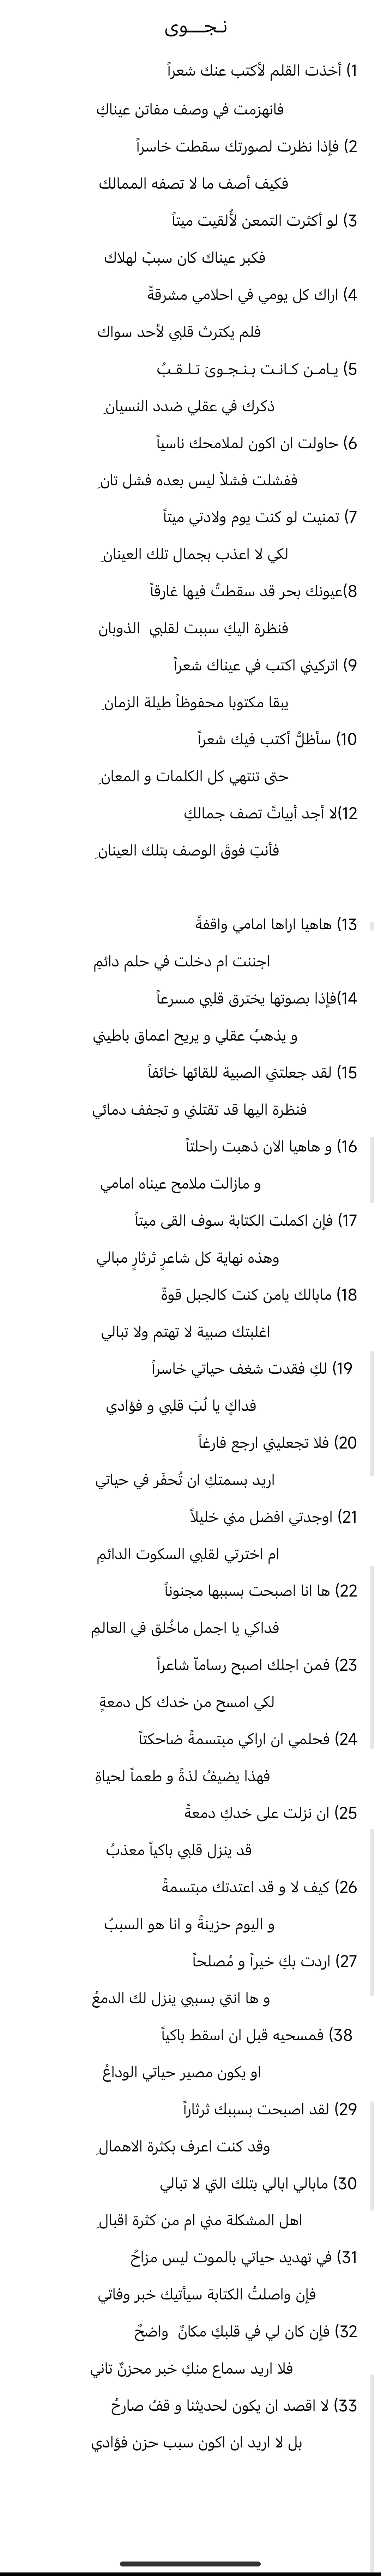 نـجـــوى
1) أخذت القلم لأكتب عنك شعراً
فانهزمت في وصف مفاتن عيناكِ
2) فإذا نظرت لصورتك سقطت خاسراً
فكيف أصف ما لا تصفه الممالك
3) لو أكثرت التمعن لأُلقيت ميتاً
فكبر عيناك كان سببً لهلاك
4) اراك كل يومي في احلامي مشرقةً
فلم يكترث قلبي لأحد سواك
5) يـامـن كـانـت بـنـجـوىَ تـلـقـبُ
ذكرك في عقلي ضدد النسيانِ
6) حاولت ان اكون لملامحك ناسياً
ففشلت فشلاً ليس بعده فشل تانِ
7) تمنيت لو كنت يوم ولادتي ميتاً
لكي لا اعذب بجمال تلك العينانِ
8)عيونك بحر قد سقطتُ فيها غارقاً
فنظرة اليكِ سببت لقلبي الذوبان
9) اتركيني اكتب في عيناك شعراً
يبقا مكتوبا محفوظاً طيلة الزمانِ
10) سأظلُّ أكتب فيك شعراً
حتى تنتهي كل الكلمات و المعانِ
12)لا أجد أبياتً تصف جمالكِ
فأنتِ فوقَ الوصف بتلك العينانِ
13) هاهيا اراها امامي واقفةً
اجننت ام دخلت في حلم دائمِ
14)فإذا بصوتها يخترق قلبي مسرعاً
و يذهبُ عقلي و يريح اعماق باطيني
15) لقد جعلتني الصبية للقائها خائفاً
فنظرة اليها قد تقتلني و تجفف دمائي
16) و هاهيا الان ذهبت راحلتاً
و مازالت ملامح عيناه امامي
17) فإن اكملت الكتابة سوف القى ميتاً
وهذه نهاية كل شاعرٍ ثرثارٍ مبالي
18) مابالك يامن كنت كالجبل قوةّ
اغلبتك صبية لا تهتم ولا تبالي
19) لكِ فقدت شغف حياتي خاسراً
فداكٍ يا لُبَ قلبي و فؤادي
20) فلا تجعليني ارجع فارغاً
اريد بسمتكِ ان تُحفَر في حياتي
21) اوجدتي افضل مني خليلاً
ام اخترتي لقلبي السكوت الدائمِ
22) ها انا اصبحت بسببها مجنوناً
فداكي يا اجمل ماخُلق في العالمِ
23) فمن اجلك اصبح رساماّ شاعراً
لكي امسح من خدك كل دمعةٍ
24) فحلمي ان اراكي مبتسمةً ضاحكتاً
فهذا يضيفُ لذةً و طعماً لحياةِ
25) ان نزلت على خدكِ دمعةً
قد ينزل قلبي باكياً معذبُ
26) كيف لا و قد اعتدتك مبتسمةً
و اليوم حزينةً و انا هو السببُ
27) اردت بكِ خيراً و مُصلحاً
و ها انتي بسببي ينزل لك الدمعُ
38) فمسحيه قبل ان اسقط باكياً
او يكون مصير حياتي الوداعُ
29) لقد اصبحت بسببك ثرثاراً
وقد كنت اعرف بكثرة الاهمالِ
30) مابالي ابالي بتلك التي لا تبالي
اهل المشكلة مني ام من كثرة اقبالِ
31) في تهديد حياتي بالموت ليس مزاحُ
فإن واصلتُ الكتابة سيأتيك خبر وفاتي
32) فإن كان لي في قلبكِ مكانٌ واضحٌ
فلا اريد سماع منكِ خبر محزنٌ تاني
33) لا اقصد ان يكون لحديثنا و قفُ صارحُ
بل لا اريد ان اكون سبب حزن فؤادي